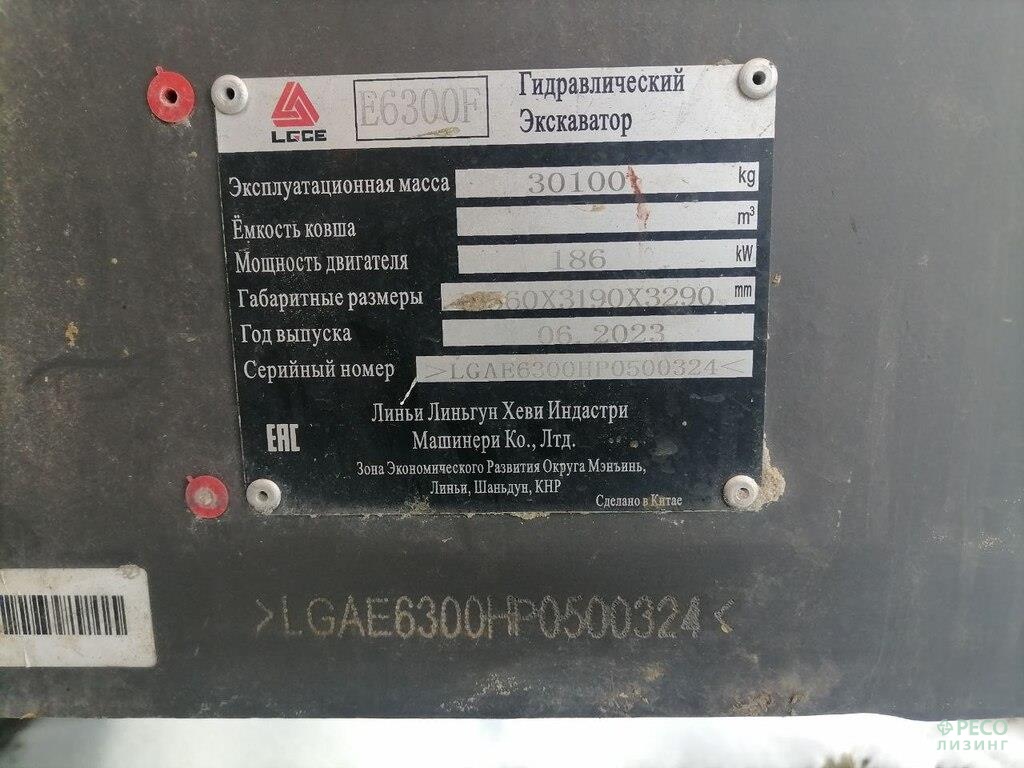 LGCE
E6300F
Гидравлический
Экскаватор
Эксплуатационная масса 30100 kg
Ёмкость ковша m³
Мощность двигателя 186 kW
Габаритные размеры 60X3190X3290 mm
Год выпуска 06. 2023
Серийный номер >LGAE6300HP0500324<
Линьи Линьгун Хеви Индастри
Машинери Ко., Лтд.
EAC
Зона Экономического Развития Округа Мэнъинь,
Линьи, Шаньдун, КНР
Сделано в Китае
>LGAE6300HP0500324<
РЕСО
ЛИЗИНГ